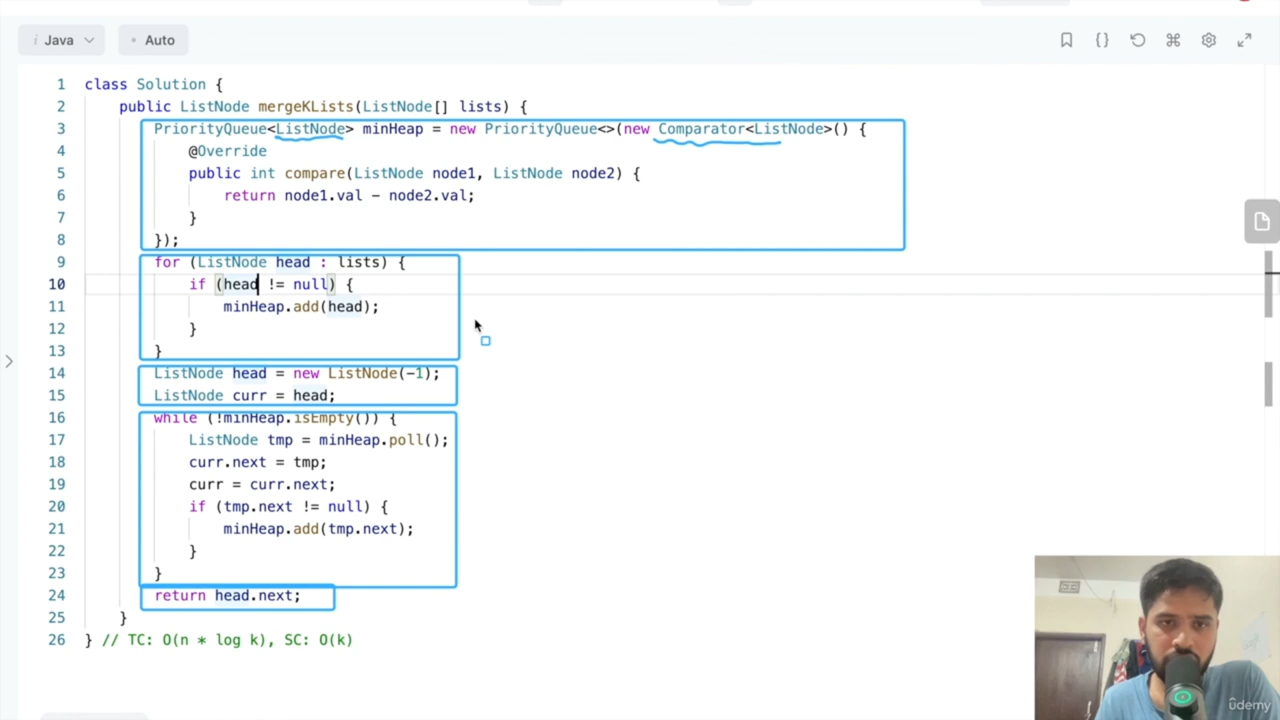 Java
Auto
1 class Solution {
2 public ListNode mergeKLists(ListNode[] lists) {
3 PriorityQueue<ListNode> minHeap = new PriorityQueue<>(new Comparator<ListNode>() {
4 @Override
5 public int compare(ListNode node1, ListNode node2) {
6 return node1.val - node2.val;
7 }
8 });
9 for (ListNode head : lists) {
10 if (head != null) {
11 minHeap.add(head);
12 }
13 }
14 ListNode head = new ListNode(-1);
15 ListNode curr = head;
16 while (!minHeap.isEmpty()) {
17 ListNode tmp = minHeap.poll();
18 curr.next = tmp;
19 curr = curr.next;
20 if (tmp.next != null) {
21 minHeap.add(tmp.next);
22 }
23 }
24 return head.next;
25 }
26 } // TC: O(n * log k), SC: O(k)
udemy